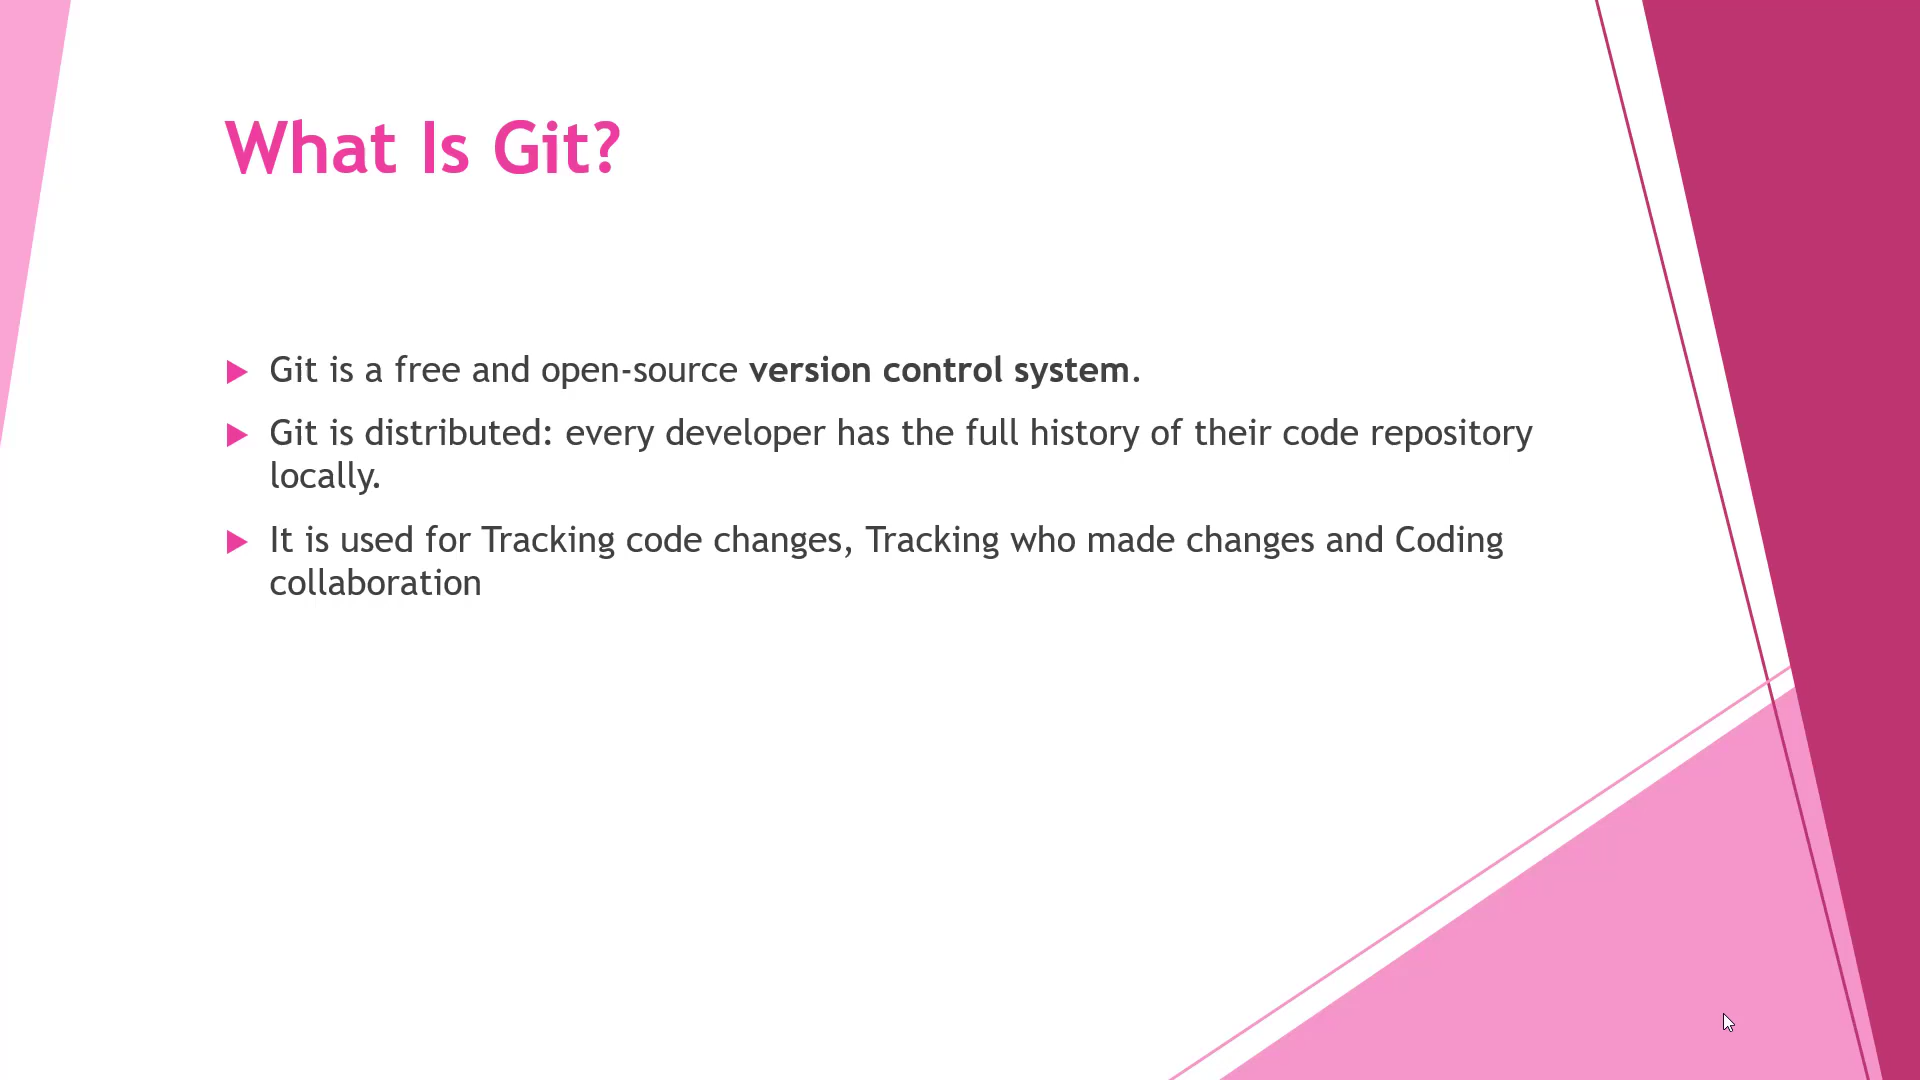 What Is Git?
Git is a free and open-source version control system.
Git is distributed: every developer has the full history of their code repository
locally.
It is used for Tracking code changes, Tracking who made changes and Coding
collaboration